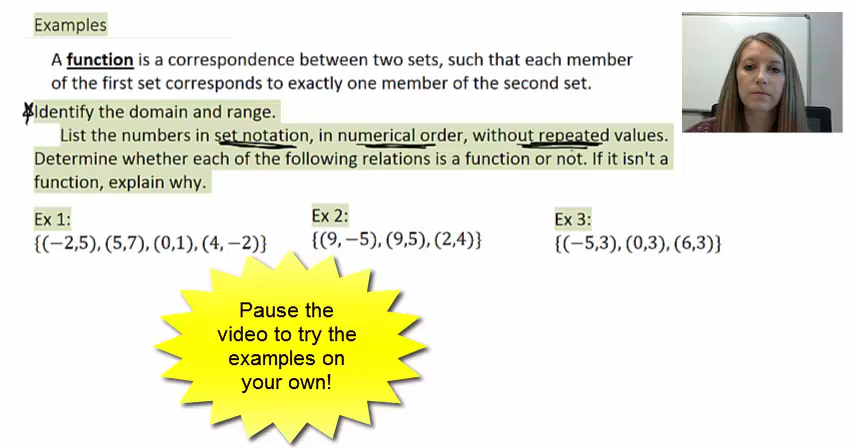 Examples
A function is a correspondence between two sets, such that each member
of the first set corresponds to exactly one member of the second set.
Identify the domain and range.
List the numbers in set notation, in numerical order, without repeated values.
Determine whether each of the following relations is a function or not. If it isn't a
function, explain why.
Ex 1:
{(−2,5), (5,7), (0,1), (4, −2)}
Ex 2:
{(9, −5), (9,5), (2,4)}
Ex 3:
{(−5,3), (0,3), (6,3)}
Pause the
video to try the
examples on
your own!